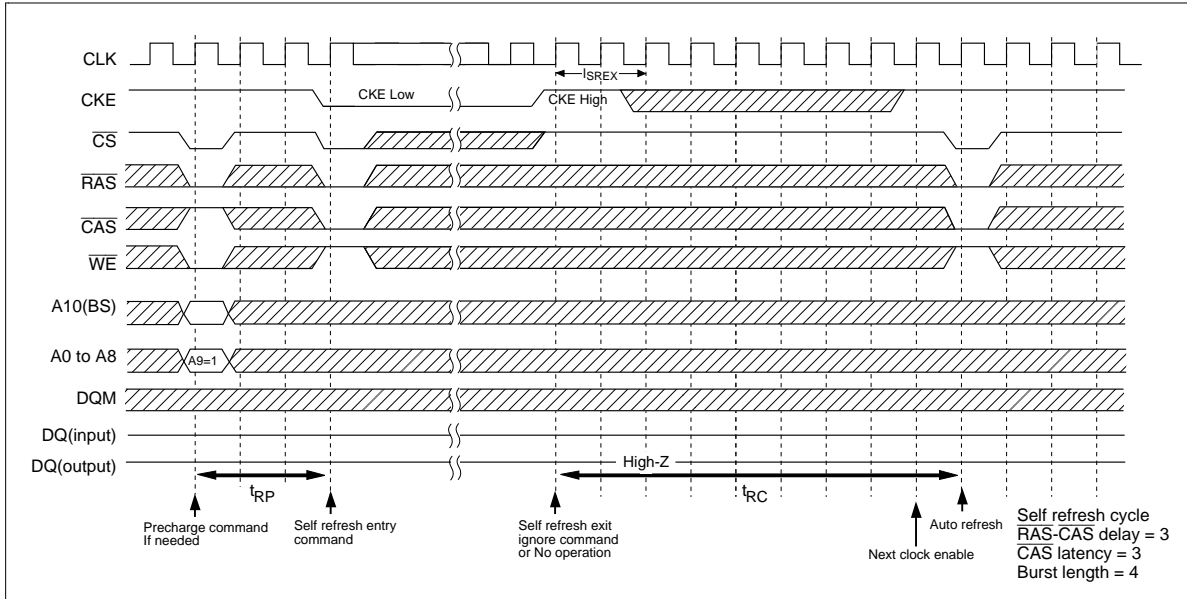 CLK
lSREX
CKE
CKE Low
CKE High
CS
RAS
CAS
WE
A10(BS)
A0 to A8
A9=1
DQM
DQ(input)
DQ(output)
High-Z
tRP
tRC
Precharge command
If needed
Self refresh entry
command
Self refresh exit
ignore command
or No operation
Next clock enable
Auto refresh
Self refresh cycle
RAS-CAS delay = 3
CAS latency = 3
Burst length = 4